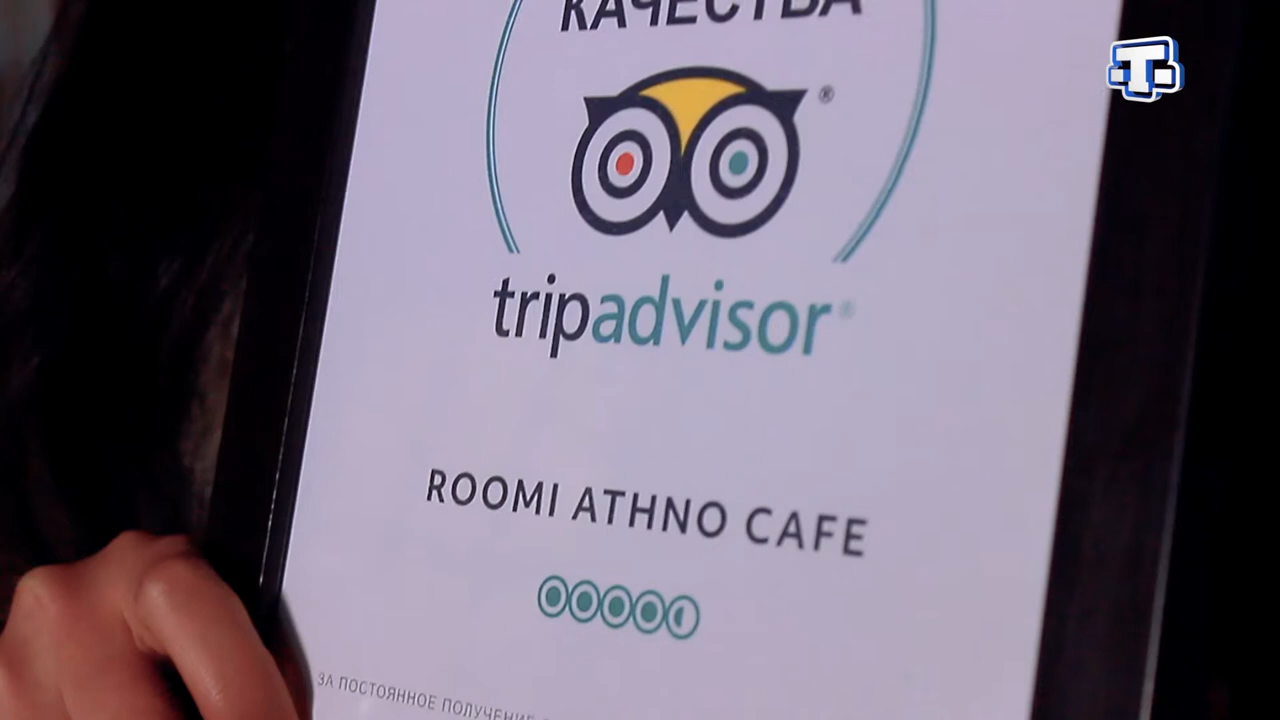 КАЧЕСТВА
tripadvisor®
ROOMI ATHNO CAFE
ЗА ПОСТОЯННОЕ ПОЛУЧЕНИЕ
T